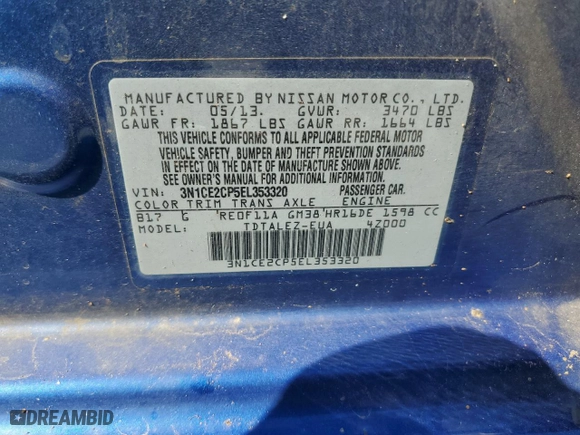 MANUFACTURED BY NISSAN MOTOR CO., LTD.
DATE: 05/13. GVWR: 3470 LBS
GAWR FR: 1867 LBS GAWR RR: 1664 LBS
THIS VEHICLE CONFORMS TO ALL APPLICABLE FEDERAL MOTOR
VEHICLE SAFETY, BUMPER AND THEFT PREVENTION STANDARDS
IN EFFECT ON THE DATE OF MANUFACTURE SHOWN ABOVE.
SEE OWNER'S MANUAL FOR ADDITIONAL INFORMATION.
VIN: 3N1CE2CP5EL353320 PASSENGER CAR.
COLOR TRIM TRANS AXLE ENGINE
B17 G RE0F11A GM38 HR16DE 1598 CC
TDTALEZ-EUA 4Z000
3N1CE2CP5EL353320
DREAMBID